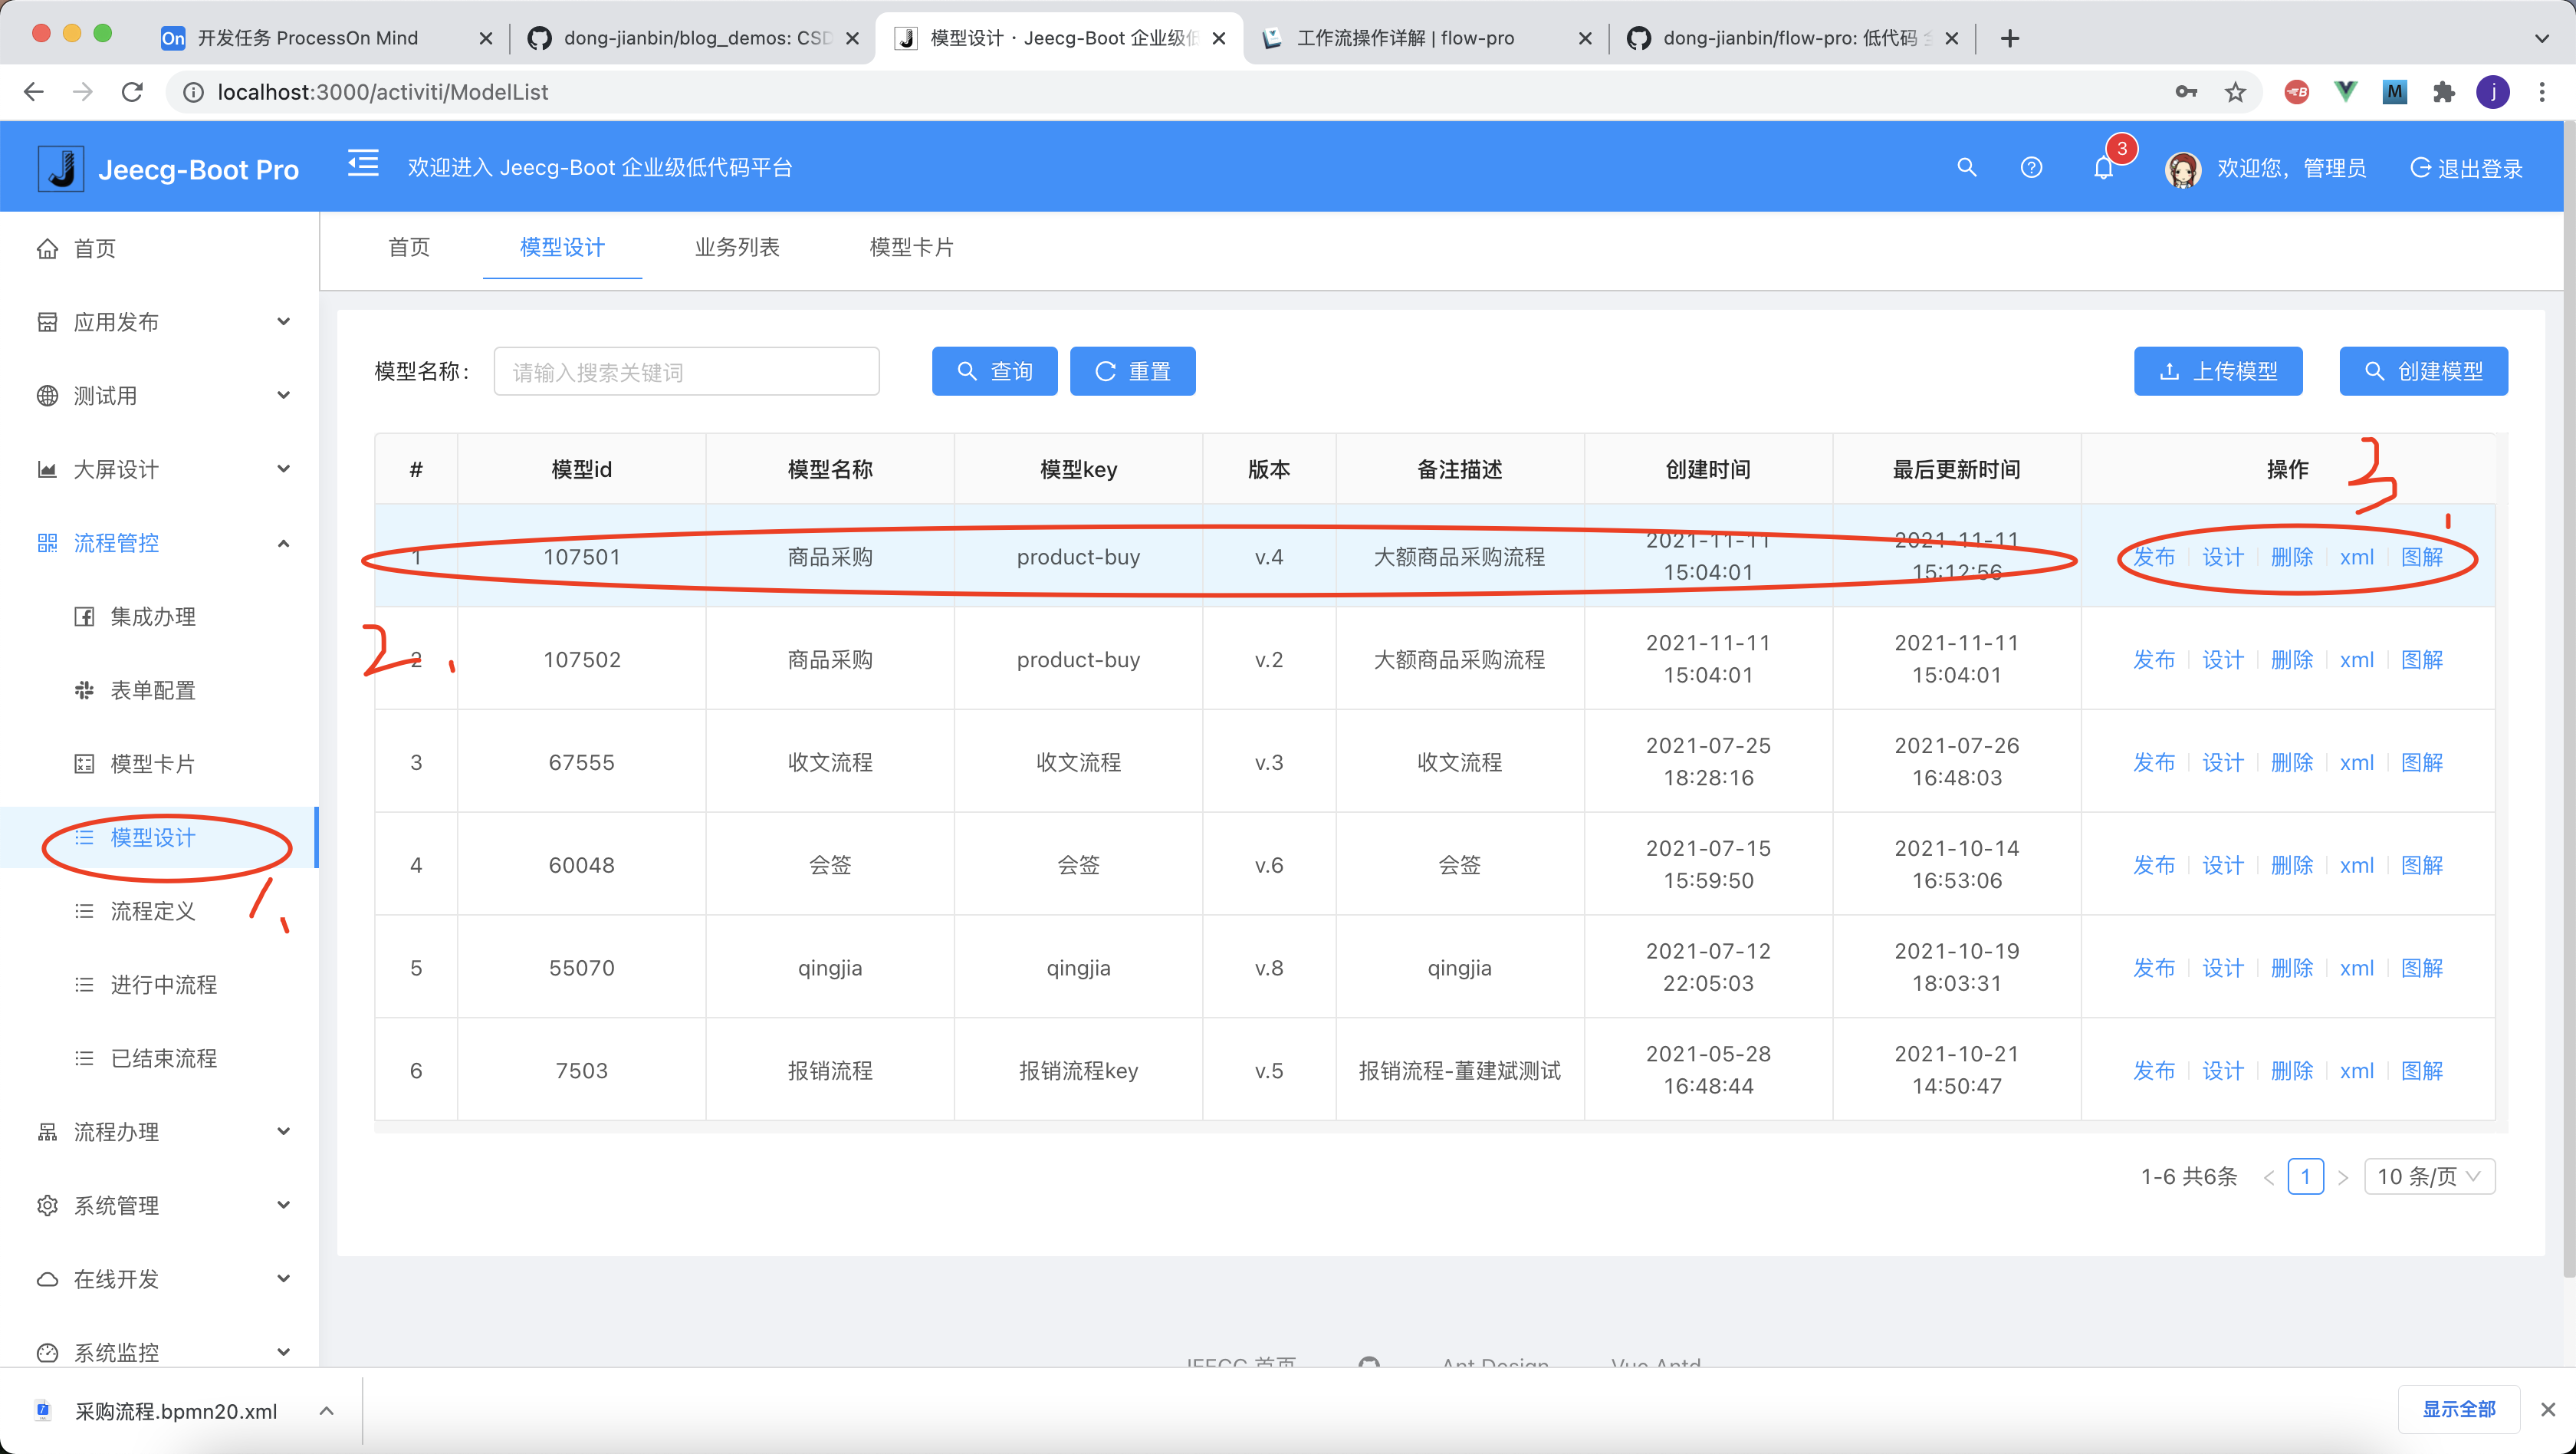 On 开发任务 ProcessOn Mind
dong-jianbin/blog_demos: CSD
模型设计 · Jeecg-Boot 企业级低
工作流操作详解 | flow-pro
dong-jianbin/flow-pro: 低代码
localhost:3000/activiti/ModelList
B
M
j
Jeecg-Boot Pro
欢迎进入 Jeecg-Boot 企业级低代码平台
3
欢迎您，管理员
退出登录
首页
应用发布
测试用
大屏设计
流程管控
集成办理
表单配置
模型卡片
模型设计
流程定义
进行中流程
已结束流程
流程办理
系统管理
在线开发
系统监控
1、
首页 模型设计 业务列表 模型卡片
模型名称：
请输入搜索关键词
查询 重置
上传模型 创建模型
# 模型id 模型名称 模型key 版本 备注描述 创建时间 最后更新时间 操作
3、
1 107501 商品采购 product-buy v.4 大额商品采购流程 2021-11-11 15:04:01 2021-11-11 15:12:56 发布 设计 删除 xml 图解
2、
2 107502 商品采购 product-buy v.2 大额商品采购流程 2021-11-11 15:04:01 2021-11-11 15:04:01 发布 设计 删除 xml 图解
3 67555 收文流程 收文流程 v.3 收文流程 2021-07-25 18:28:16 2021-07-26 16:48:03 发布 设计 删除 xml 图解
4 60048 会签 会签 v.6 会签 2021-07-15 15:59:50 2021-10-14 16:53:06 发布 设计 删除 xml 图解
5 55070 qingjia qingjia v.8 qingjia 2021-07-12 22:05:03 2021-10-19 18:03:31 发布 设计 删除 xml 图解
6 7503 报销流程 报销流程key v.5 报销流程-董建斌测试 2021-05-28 16:48:44 2021-10-21 14:50:47 发布 设计 删除 xml 图解
1-6 共6条 < 1 > 10 条/页
JEECG 首页 Ant Design Vue Antd
采购流程.bpmn20.xml
显示全部